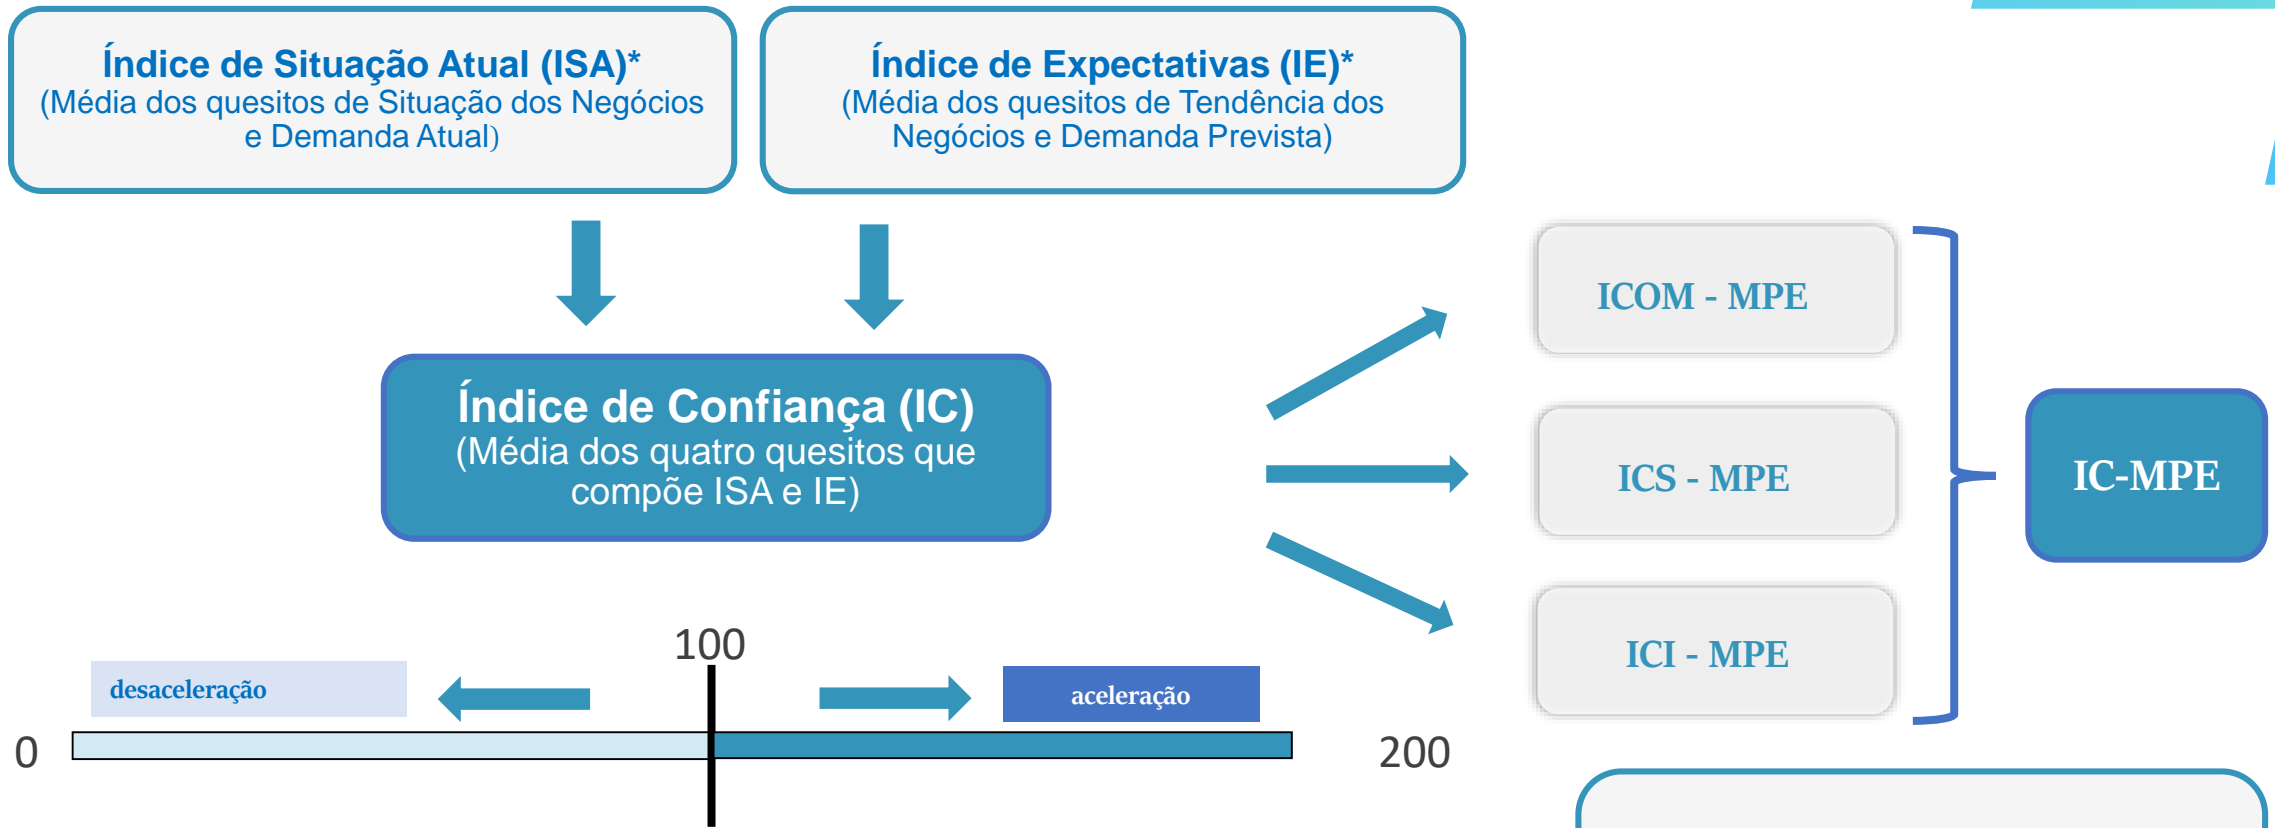 Índice de Situação Atual (ISA)*
(Média dos quesitos de Situação dos Negócios
e Demanda Atual)
Índice de Expectativas (IE)*
(Média dos quesitos de Tendência dos
Negócios e Demanda Prevista)
Índice de Confiança (IC)
(Média dos quatro quesitos que
compõe ISA e IE)
ICOM - MPE
ICS - MPE
ICI - MPE
IC-MPE
100
desaceleração
aceleração
0
200